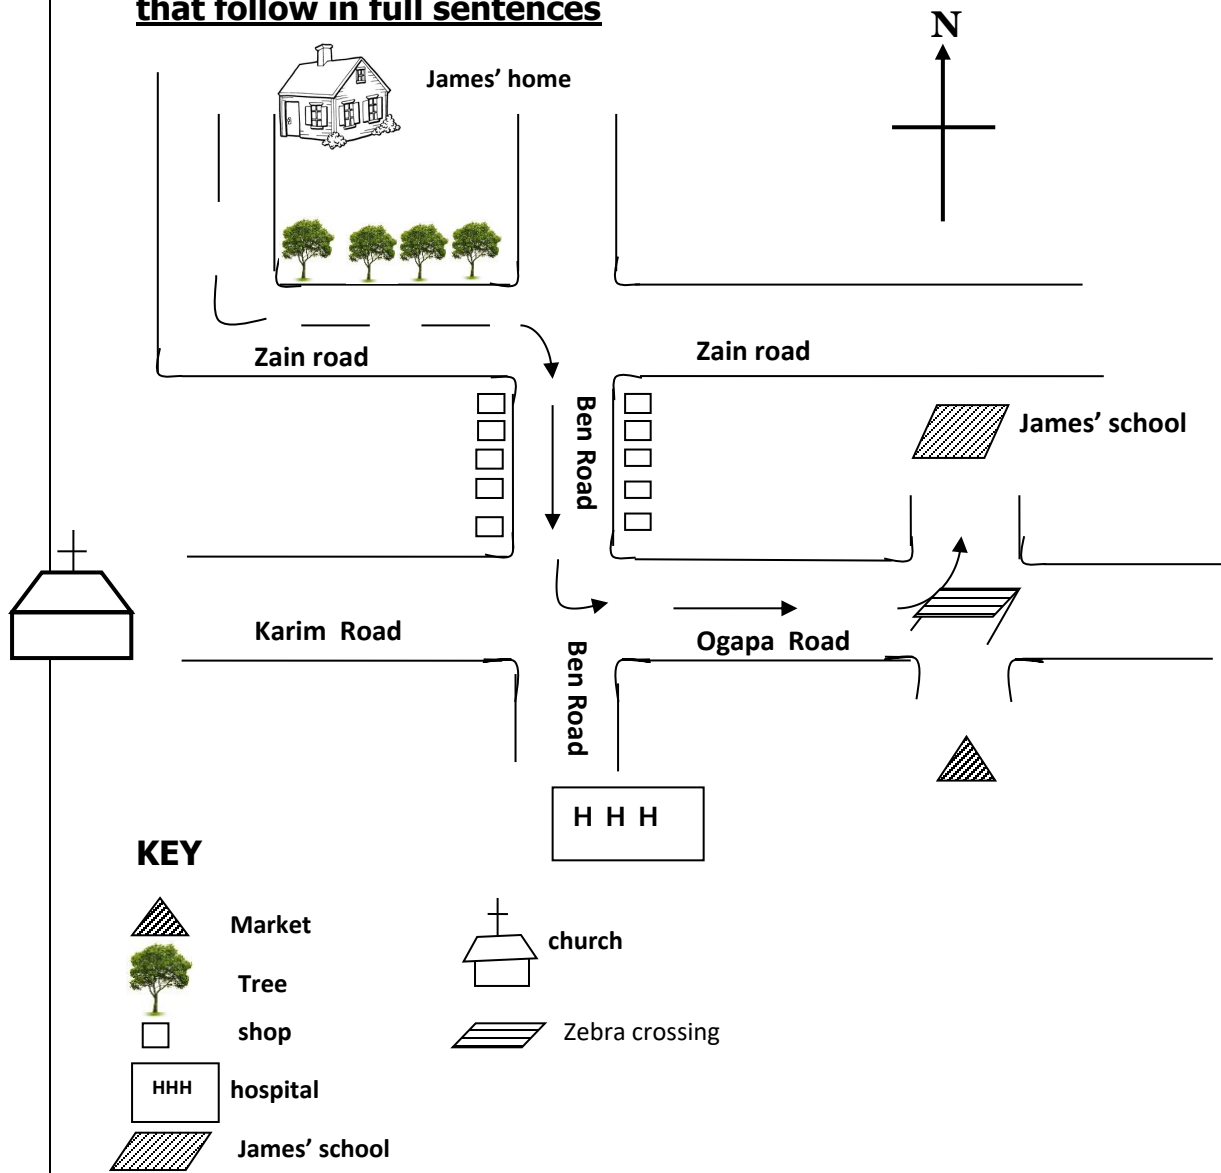 that follow in full sentences
N
James’ home
Zain road
Zain road
Ben Road
James’ school
Karim Road
Ogapa Road
Ben Road
H H H
KEY
Market
church
Tree
shop
Zebra crossing
HHH
hospital
James’ school